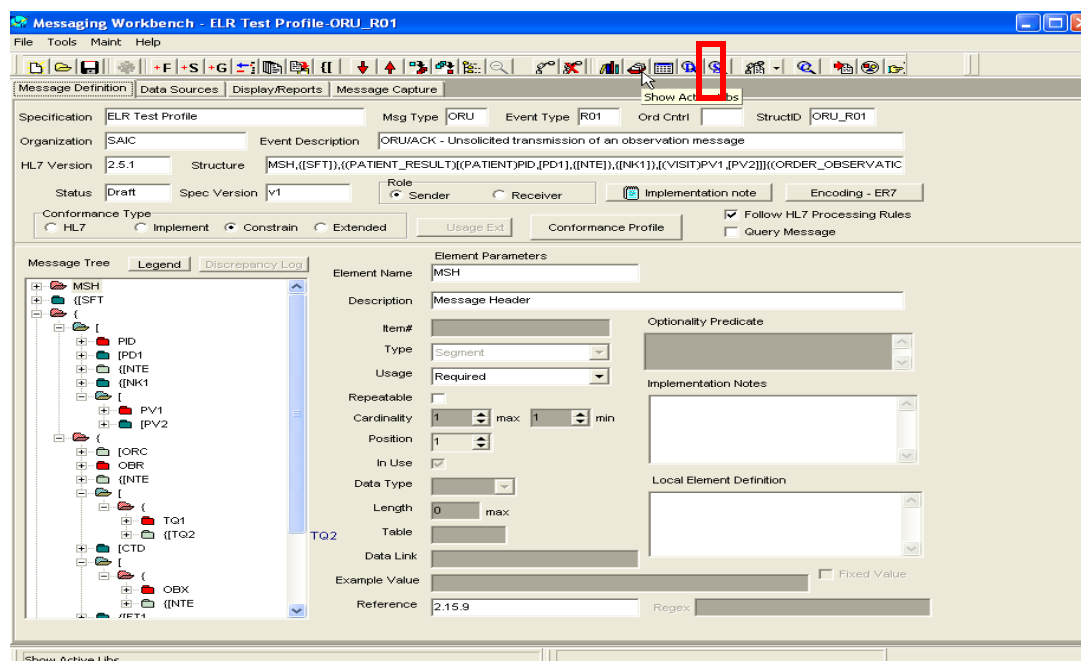 Messaging Workbench - ELR Test Profile-ORU_R01
File Tools Maint Help
+F +S +G {[
Message Definition Data Sources Display/Reports Message Capture
Show Active Libs
Specification ELR Test Profile Msg Type ORU Event Type R01 Ord Cntrl StructID ORU_R01
Organization SAIC Event Description ORU/ACK - Unsolicited transmission of an observation message
HL7 Version 2.5.1 Structure MSH,{[SFT]},{(PATIENT_RESULT)[(PATIENT)PID,[PD1],{[NTE]},{[NK1]},[(VISIT)PV1,[PV2]]]{(ORDER_OBSERVATIC
Status Draft Spec Version v1 Role Sender Receiver Implementation note Encoding - ER7
Conformance Type
HL7 Implement Constrain Extended Usage Ext Conformance Profile
Follow HL7 Processing Rules
Query Message
Message Tree Legend Discrepancy Log
MSH
{[SFT
{
[
PID
[PD1
{[NTE
{[NK1
[
PV1
[PV2
{
[ORC
OBR
{[NTE
[
{
TQ1
{[TQ2
[CTD
[
{
OBX
{[NTE
{[FT1
TQ2
Element Parameters
Element Name MSH
Description Message Header
Item#
Type Segment
Usage Required
Repeatable
Cardinality 1 max 1 min
Position 1
In Use
Data Type
Length 0 max
Table
Data Link
Example Value
Reference 2.15.9
Optionality Predicate
Implementation Notes
Local Element Definition
Fixed Value
Regex
Show Active Libs